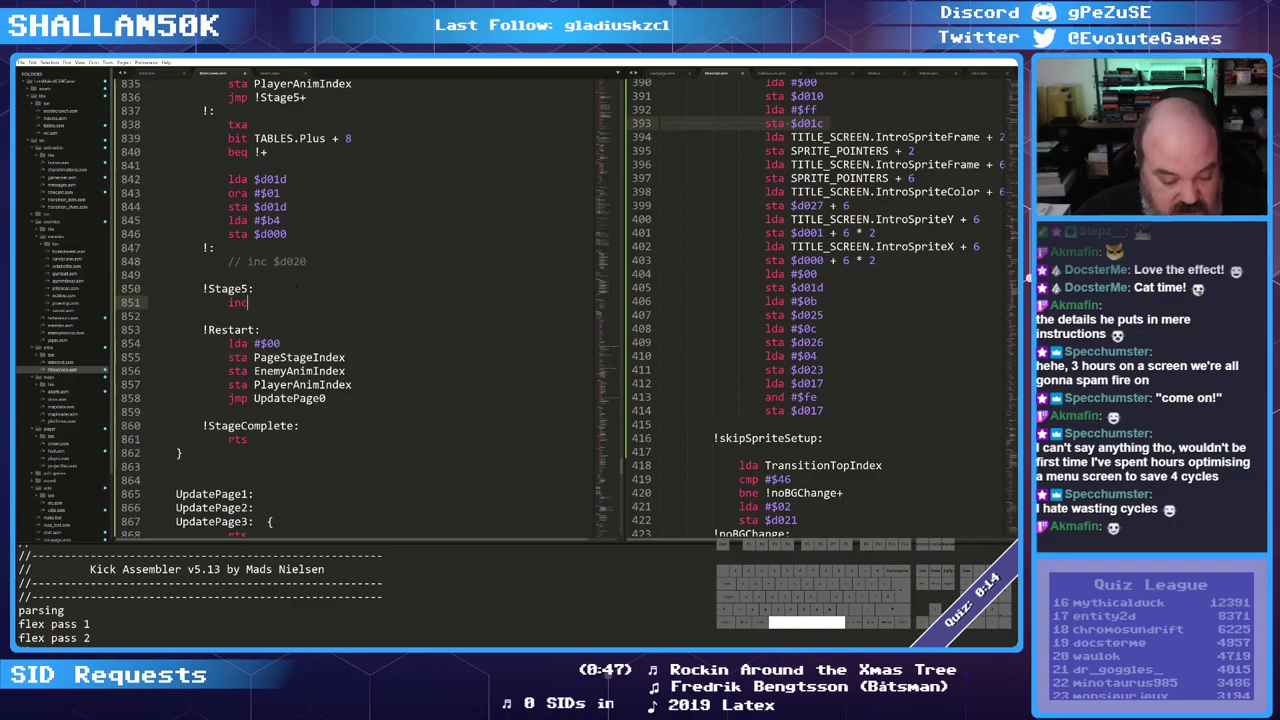 SHALLAN50K
Last Follow: gladiuskzcl
Discord gPeZuSE
Twitter @EvoluteGames
FOLDERS
835 sta PlayerAnimIndex
836 jmp !Stage5+
837 !:
838 txa
839 bit TABLES.Plus + 8
840 beq !+
841
842 lda $d01d
843 ora #$01
844 sta $d01d
845 lda #$b4
846 sta $d000
847 !:
848 // inc $d020
849
850 !Stage5:
851 inc
852
853 !Restart:
854 lda #$00
855 sta PageStageIndex
856 sta EnemyAnimIndex
857 sta PlayerAnimIndex
858 jmp UpdatePage0
859
860 !StageComplete:
861 rts
862 }
863
864
865 UpdatePage1:
866 UpdatePage2:
867 UpdatePage3: {
868 rts
390 lda #$00
391 sta $d010
392 lda #$ff
393 sta $d01c
394 lda TITLE_SCREEN.IntroSpriteFrame + 2
395 sta SPRITE_POINTERS + 2
396 lda TITLE_SCREEN.IntroSpriteFrame + 6
397 sta SPRITE_POINTERS + 6
398 lda TITLE_SCREEN.IntroSpriteColor + 6
399 sta $d027 + 6
400 lda TITLE_SCREEN.IntroSpriteY + 6
401 sta $d001 + 6 * 2
402 lda TITLE_SCREEN.IntroSpriteX + 6
403 sta $d000 + 6 * 2
404 lda #$00
405 sta $d01d
406 lda #$0b
407 sta $d025
408 lda #$0c
409 sta $d026
410 lda #$04
411 sta $d023
412 lda $d017
413 and #$fe
414 sta $d017
415
416 !skipSpriteSetup:
417
418 lda TransitionTopIndex
419 cmp #$46
420 bne !noBGChange+
421 lda #$02
422 sta $d021
423 !noBGChange:
//------------------------------------------------------
// Kick Assembler v5.13 by Mads Nielsen
//------------------------------------------------------
parsing
flex pass 1
flex pass 2
Quiz: 0:14
Stepz__:
Akmafin:
DocsterMe: Love the effect!
DocsterMe: Cat time!
Akmafin:
the details he puts in mere
instructions
Specchumster:
hehe, 3 hours on a screen we're all
gonna spam fire on
Specchumster: "come on!"
Akmafin:
Specchumster:
I can't say anything tho, wouldn't be
first time I've spent hours optimising
a menu screen to save 4 cycles
Specchumster:
I hate wasting cycles
Akmafin:
Quiz League
16 mythicalduck 12391
17 entity2d 8371
18 chromosundrift 6225
19 docsterme 4957
20 waulok 4719
21 dr_goggles_ 4015
22 minotaurus985 3486
23 monsieurjeux 3194
SID Requests
(0:47) Rockin Around the Xmas Tree
Fredrik Bengtsson (Bitsman)
0 SIDs in
2019 Latex